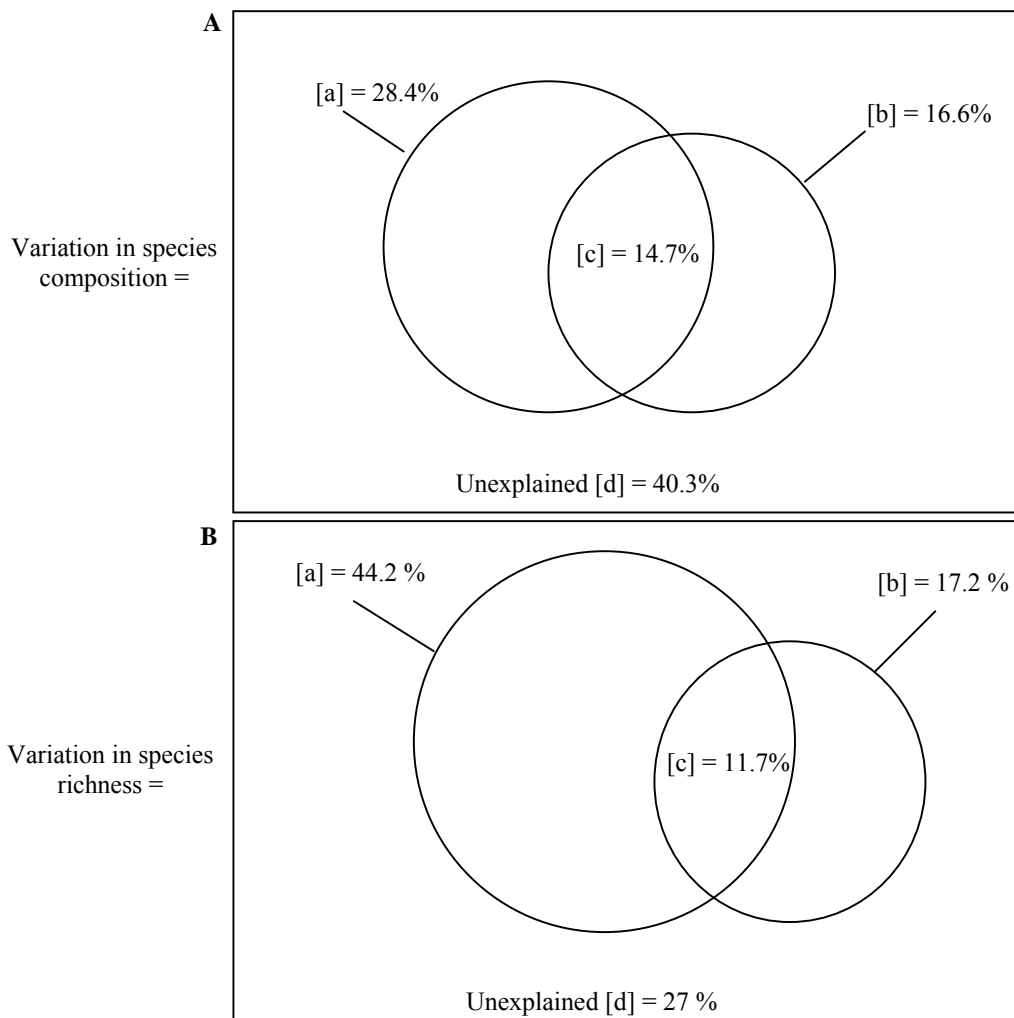 A
[a] = 28.4%
[b] = 16.6%
Variation in species
composition =
[c] = 14.7%
Unexplained [d] = 40.3%
B
[a] = 44.2 %
[b] = 17.2 %
Variation in species
richness =
[c] = 11.7%
Unexplained [d] = 27 %